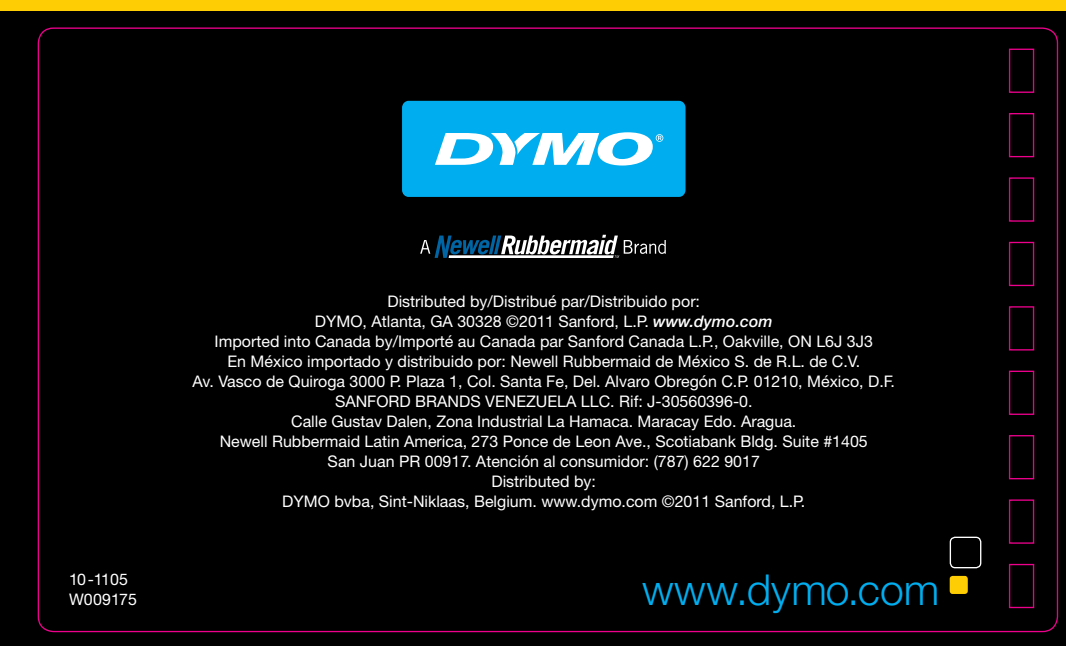 DYMO®
A Newell Rubbermaid™ Brand
Distributed by/Distribué par/Distribuido por:
DYMO, Atlanta, GA 30328 ©2011 Sanford, L.P. www.dymo.com
Imported into Canada by/Importé au Canada par Sanford Canada L.P., Oakville, ON L6J 3J3
En México importado y distribuido por: Newell Rubbermaid de México S. de R.L. de C.V.
Av. Vasco de Quiroga 3000 P. Plaza 1, Col. Santa Fe, Del. Alvaro Obregón C.P. 01210, México, D.F.
SANFORD BRANDS VENEZUELA LLC. Rif: J-30560396-0.
Calle Gustav Dalen, Zona Industrial La Hamaca. Maracay Edo. Aragua.
Newell Rubbermaid Latin America, 273 Ponce de Leon Ave., Scotiabank Bldg. Suite #1405
San Juan PR 00917. Atención al consumidor: (787) 622 9017
Distributed by:
DYMO bvba, Sint-Niklaas, Belgium. www.dymo.com ©2011 Sanford, L.P.
10-1105
W009175
www.dymo.com